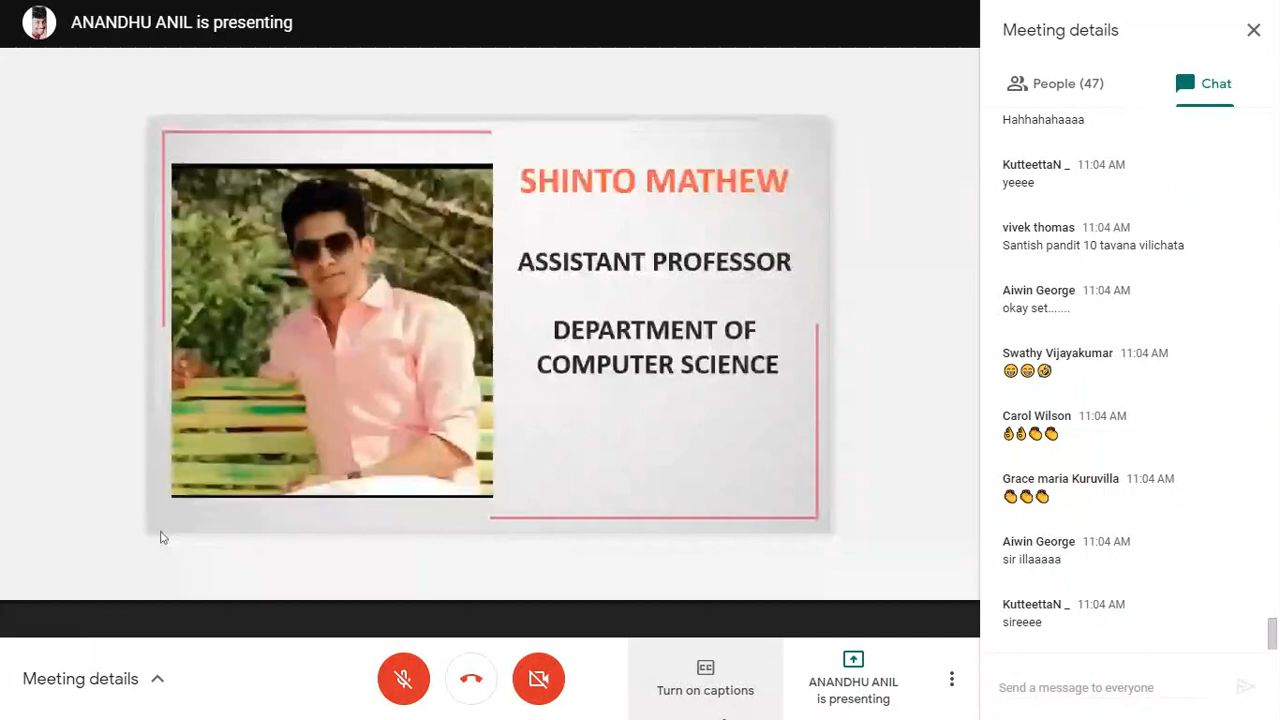 ANANDHU ANIL is presenting
SHINTO MATHEW
ASSISTANT PROFESSOR
DEPARTMENT OF
COMPUTER SCIENCE
Meeting details
People (47)
Chat
Hahhahahaaaa
KutteettaN _ 11:04 AM
yeeee
vivek thomas 11:04 AM
Santish pandit 10 tavana vilichata
Aiwin George 11:04 AM
okay set.......
Swathy Vijayakumar 11:04 AM
😁😁🤣
Carol Wilson 11:04 AM
👌👌👏👏
Grace maria Kuruvilla 11:04 AM
👏👏👏
Aiwin George 11:04 AM
sir illaaaaa
KutteettaN _ 11:04 AM
sireeee
Send a message to everyone
Meeting details
Turn on captions
ANANDHU ANIL
is presenting